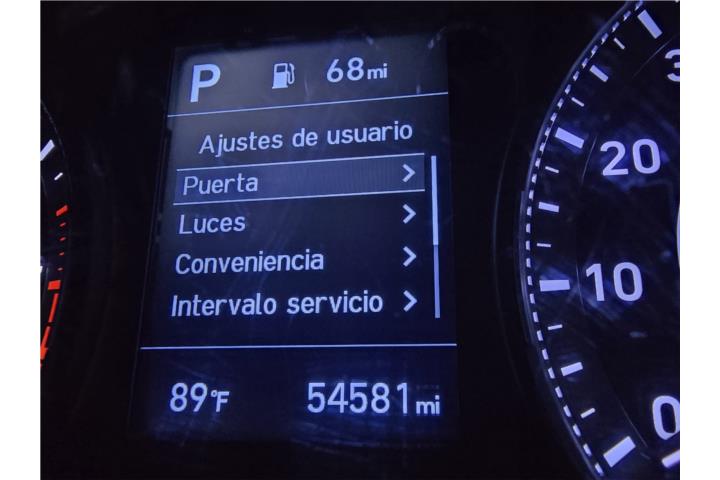 P 68mi
Ajustes de usuario
Puerta >
Luces >
Conveniencia >
Intervalo servicio >
89°F 54581mi
20
10
0